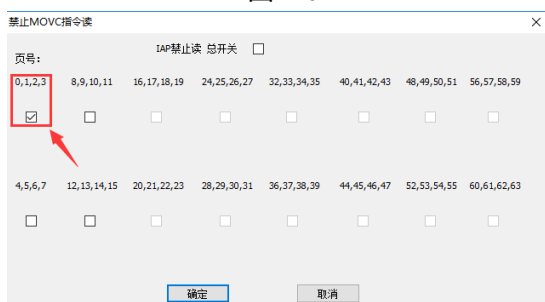 禁止MOVC指令读
IAP禁止读 总开关
页号:
0,1,2,3 8,9,10,11 16,17,18,19 24,25,26,27 32,33,34,35 40,41,42,43 48,49,50,51 56,57,58,59
4,5,6,7 12,13,14,15 20,21,22,23 28,29,30,31 36,37,38,39 44,45,46,47 52,53,54,55 60,61,62,63
确定 取消